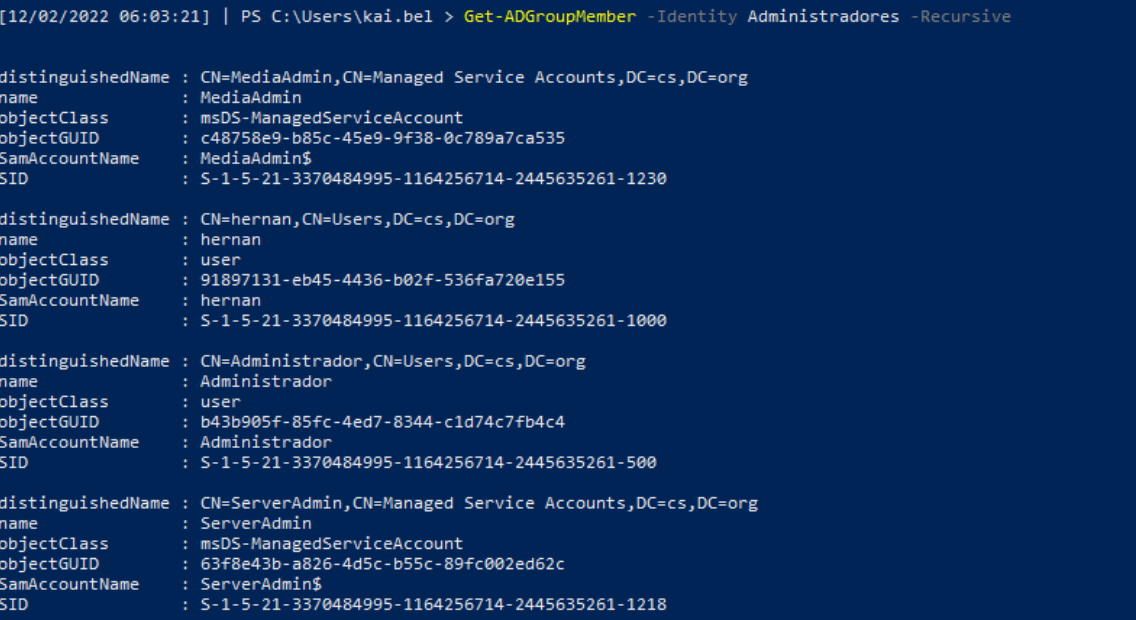 [12/02/2022 06:03:21] | PS C:\Users\kai.bel > Get-ADGroupMember -Identity Administradores -Recursive
distinguishedName : CN=MediaAdmin,CN=Managed Service Accounts,DC=cs,DC=org
name : MediaAdmin
objectClass : msDS-ManagedServiceAccount
objectGUID : c48758e9-b85c-45e9-9f38-0c789a7ca535
SamAccountName : MediaAdmin$
SID : S-1-5-21-3370484995-1164256714-2445635261-1230
distinguishedName : CN=hernan,CN=Users,DC=cs,DC=org
name : hernan
objectClass : user
objectGUID : 91897131-eb45-4436-b02f-536fa720e155
SamAccountName : hernan
SID : S-1-5-21-3370484995-1164256714-2445635261-1000
distinguishedName : CN=Administrador,CN=Users,DC=cs,DC=org
name : Administrador
objectClass : user
objectGUID : b43b905f-85fc-4ed7-8344-c1d74c7fb4c4
SamAccountName : Administrador
SID : S-1-5-21-3370484995-1164256714-2445635261-500
distinguishedName : CN=ServerAdmin,CN=Managed Service Accounts,DC=cs,DC=org
name : ServerAdmin
objectClass : msDS-ManagedServiceAccount
objectGUID : 63f8e43b-a826-4d5c-b55c-89fc002ed62c
SamAccountName : ServerAdmin$
SID : S-1-5-21-3370484995-1164256714-2445635261-1218